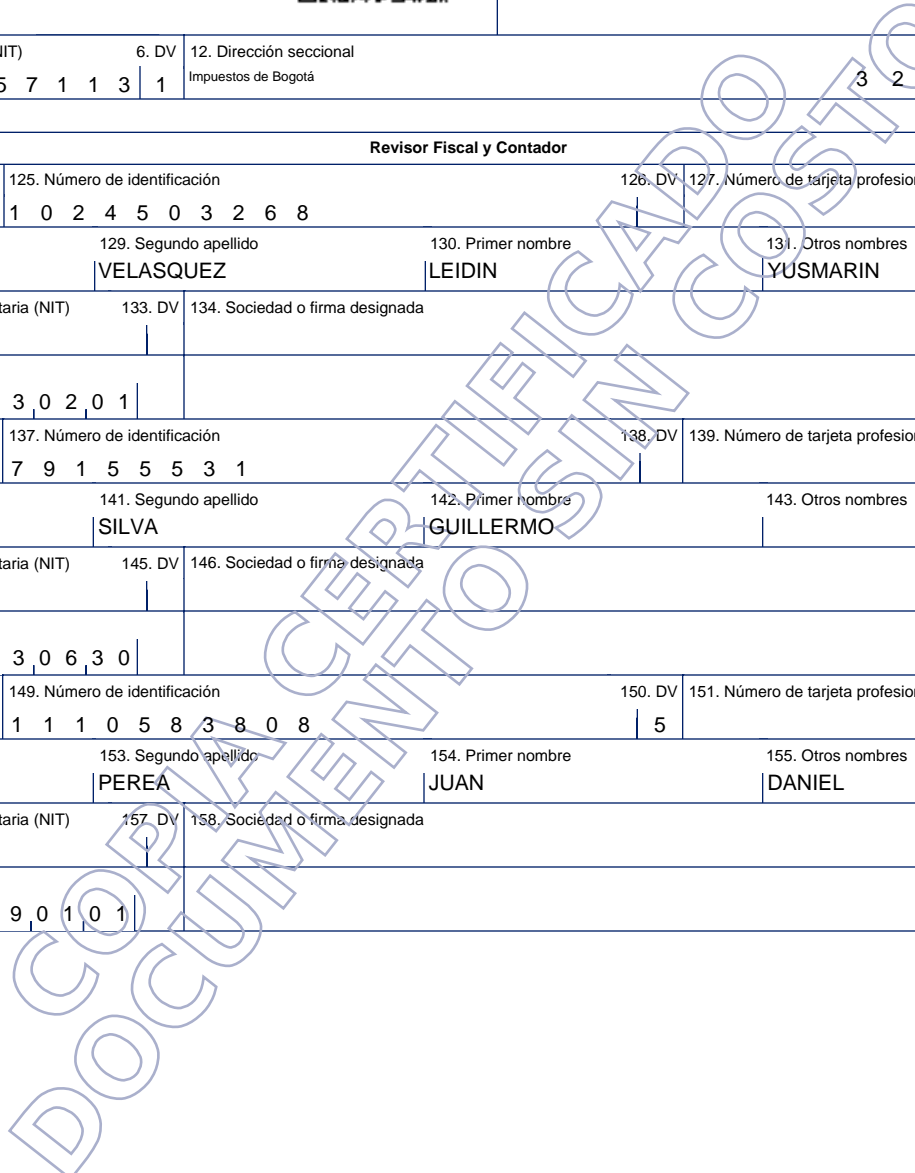 IT) 6. DV 12. Dirección seccional
5 7 1 1 3 1 Impuestos de Bogotá 3 2
Revisor Fiscal y Contador
125. Número de identificación 126. DV 127. Número de tarjeta profesion
1 0 2 4 5 0 3 2 6 8
129. Segundo apellido 130. Primer nombre 131. Otros nombres
VELASQUEZ LEIDIN YUSMARIN
taria (NIT) 133. DV 134. Sociedad o firma designada
3 0 2 0 1
137. Número de identificación 138. DV 139. Número de tarjeta profesion
7 9 1 5 5 5 3 1
141. Segundo apellido 142. Primer nombre 143. Otros nombres
SILVA GUILLERMO
taria (NIT) 145. DV 146. Sociedad o firma designada
3 0 6 3 0
149. Número de identificación 150. DV 151. Número de tarjeta profesion
1 1 1 0 5 8 3 8 0 8 5
153. Segundo apellido 154. Primer nombre 155. Otros nombres
PEREA JUAN DANIEL
taria (NIT) 157. DV 158. Sociedad o firma designada
9 0 1 0 1
COPIA CERTIFICADO
DOCUMENTO SIN COSTO